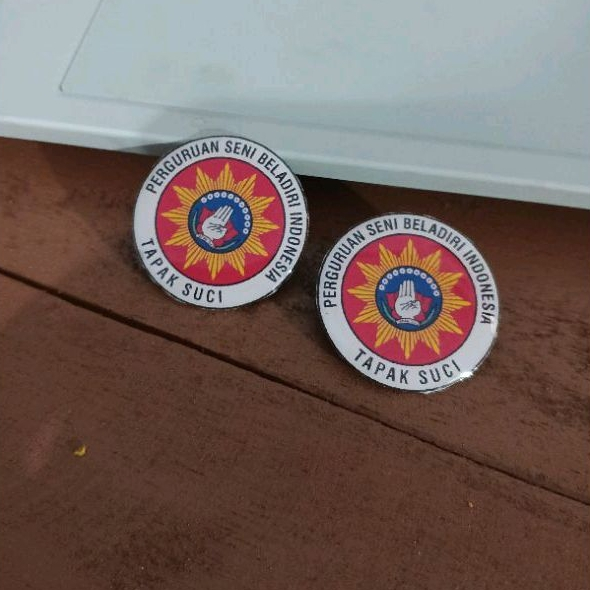 PERGURUAN SENI BELADIRI INDONESIA
TAPAK SUCI
PERGURUAN SENI BELADIRI INDONESIA
TAPAK SUCI